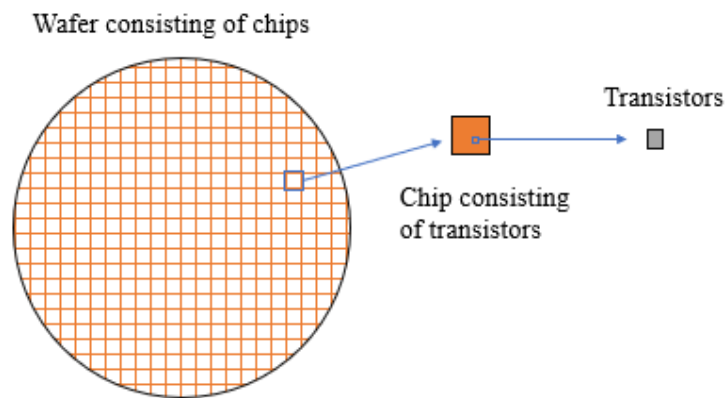 Wafer consisting of chips
Transistors
Chip consisting
of transistors